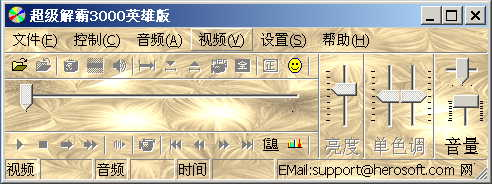 超级解霸3000英雄版
文件(F) 控制(C) 音频(A) 视频(V) 设置(S) 帮助(H)
全 正
亮度 单色调 音量
视频 音频 时间 EMail:support@herosoft.com 网